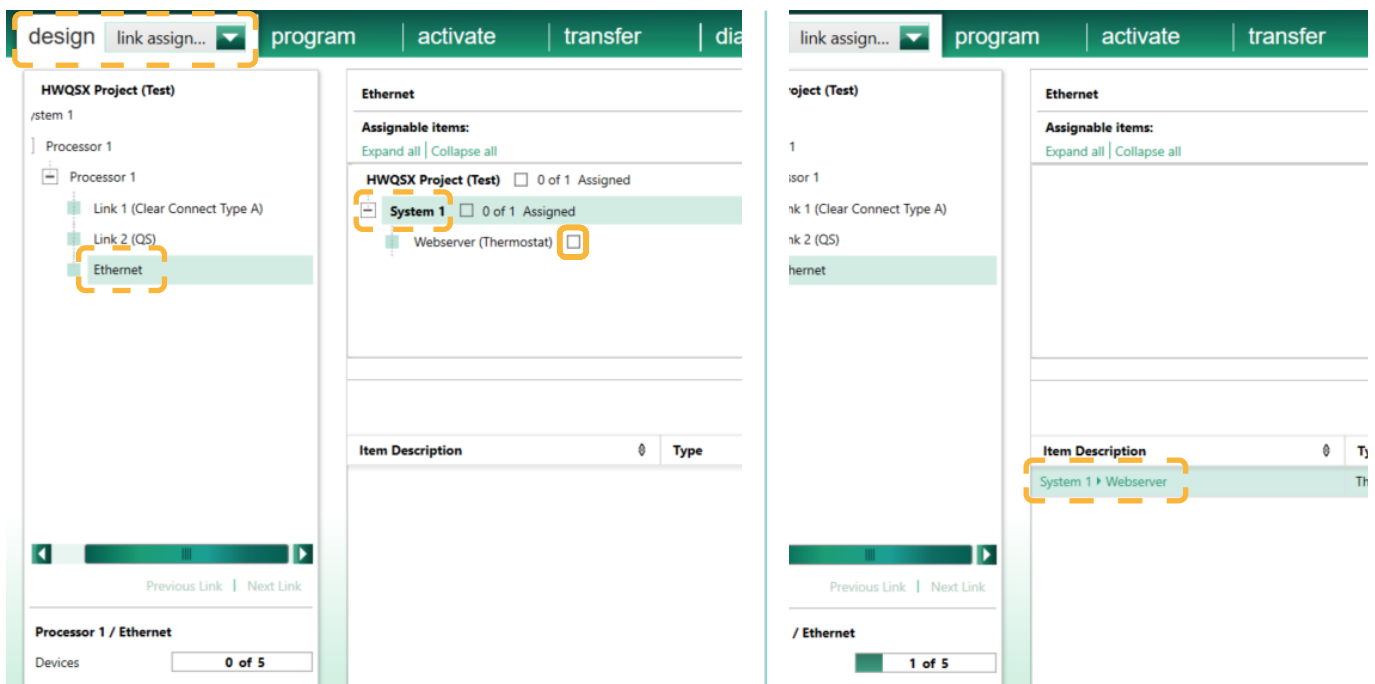 design link assign... program activate transfer dia
HWQSX Project (Test)
ystem 1
Processor 1
Processor 1
Link 1 (Clear Connect Type A)
Link 2 (QS)
Ethernet
Previous Link | Next Link
Processor 1 / Ethernet
Devices 0 of 5
Ethernet
Assignable items:
Expand all | Collapse all
HWQSX Project (Test) 0 of 1 Assigned
System 1 0 of 1 Assigned
Webserver (Thermostat)
Item Description Type
link assign... program activate transfer
roject (Test)
1
ssor 1
nk 1 (Clear Connect Type A)
nk 2 (QS)
hernet
Previous Link | Next Link
/ Ethernet
1 of 5
Ethernet
Assignable items:
Expand all | Collapse all
Item Description Ty
System 1 Webserver Th